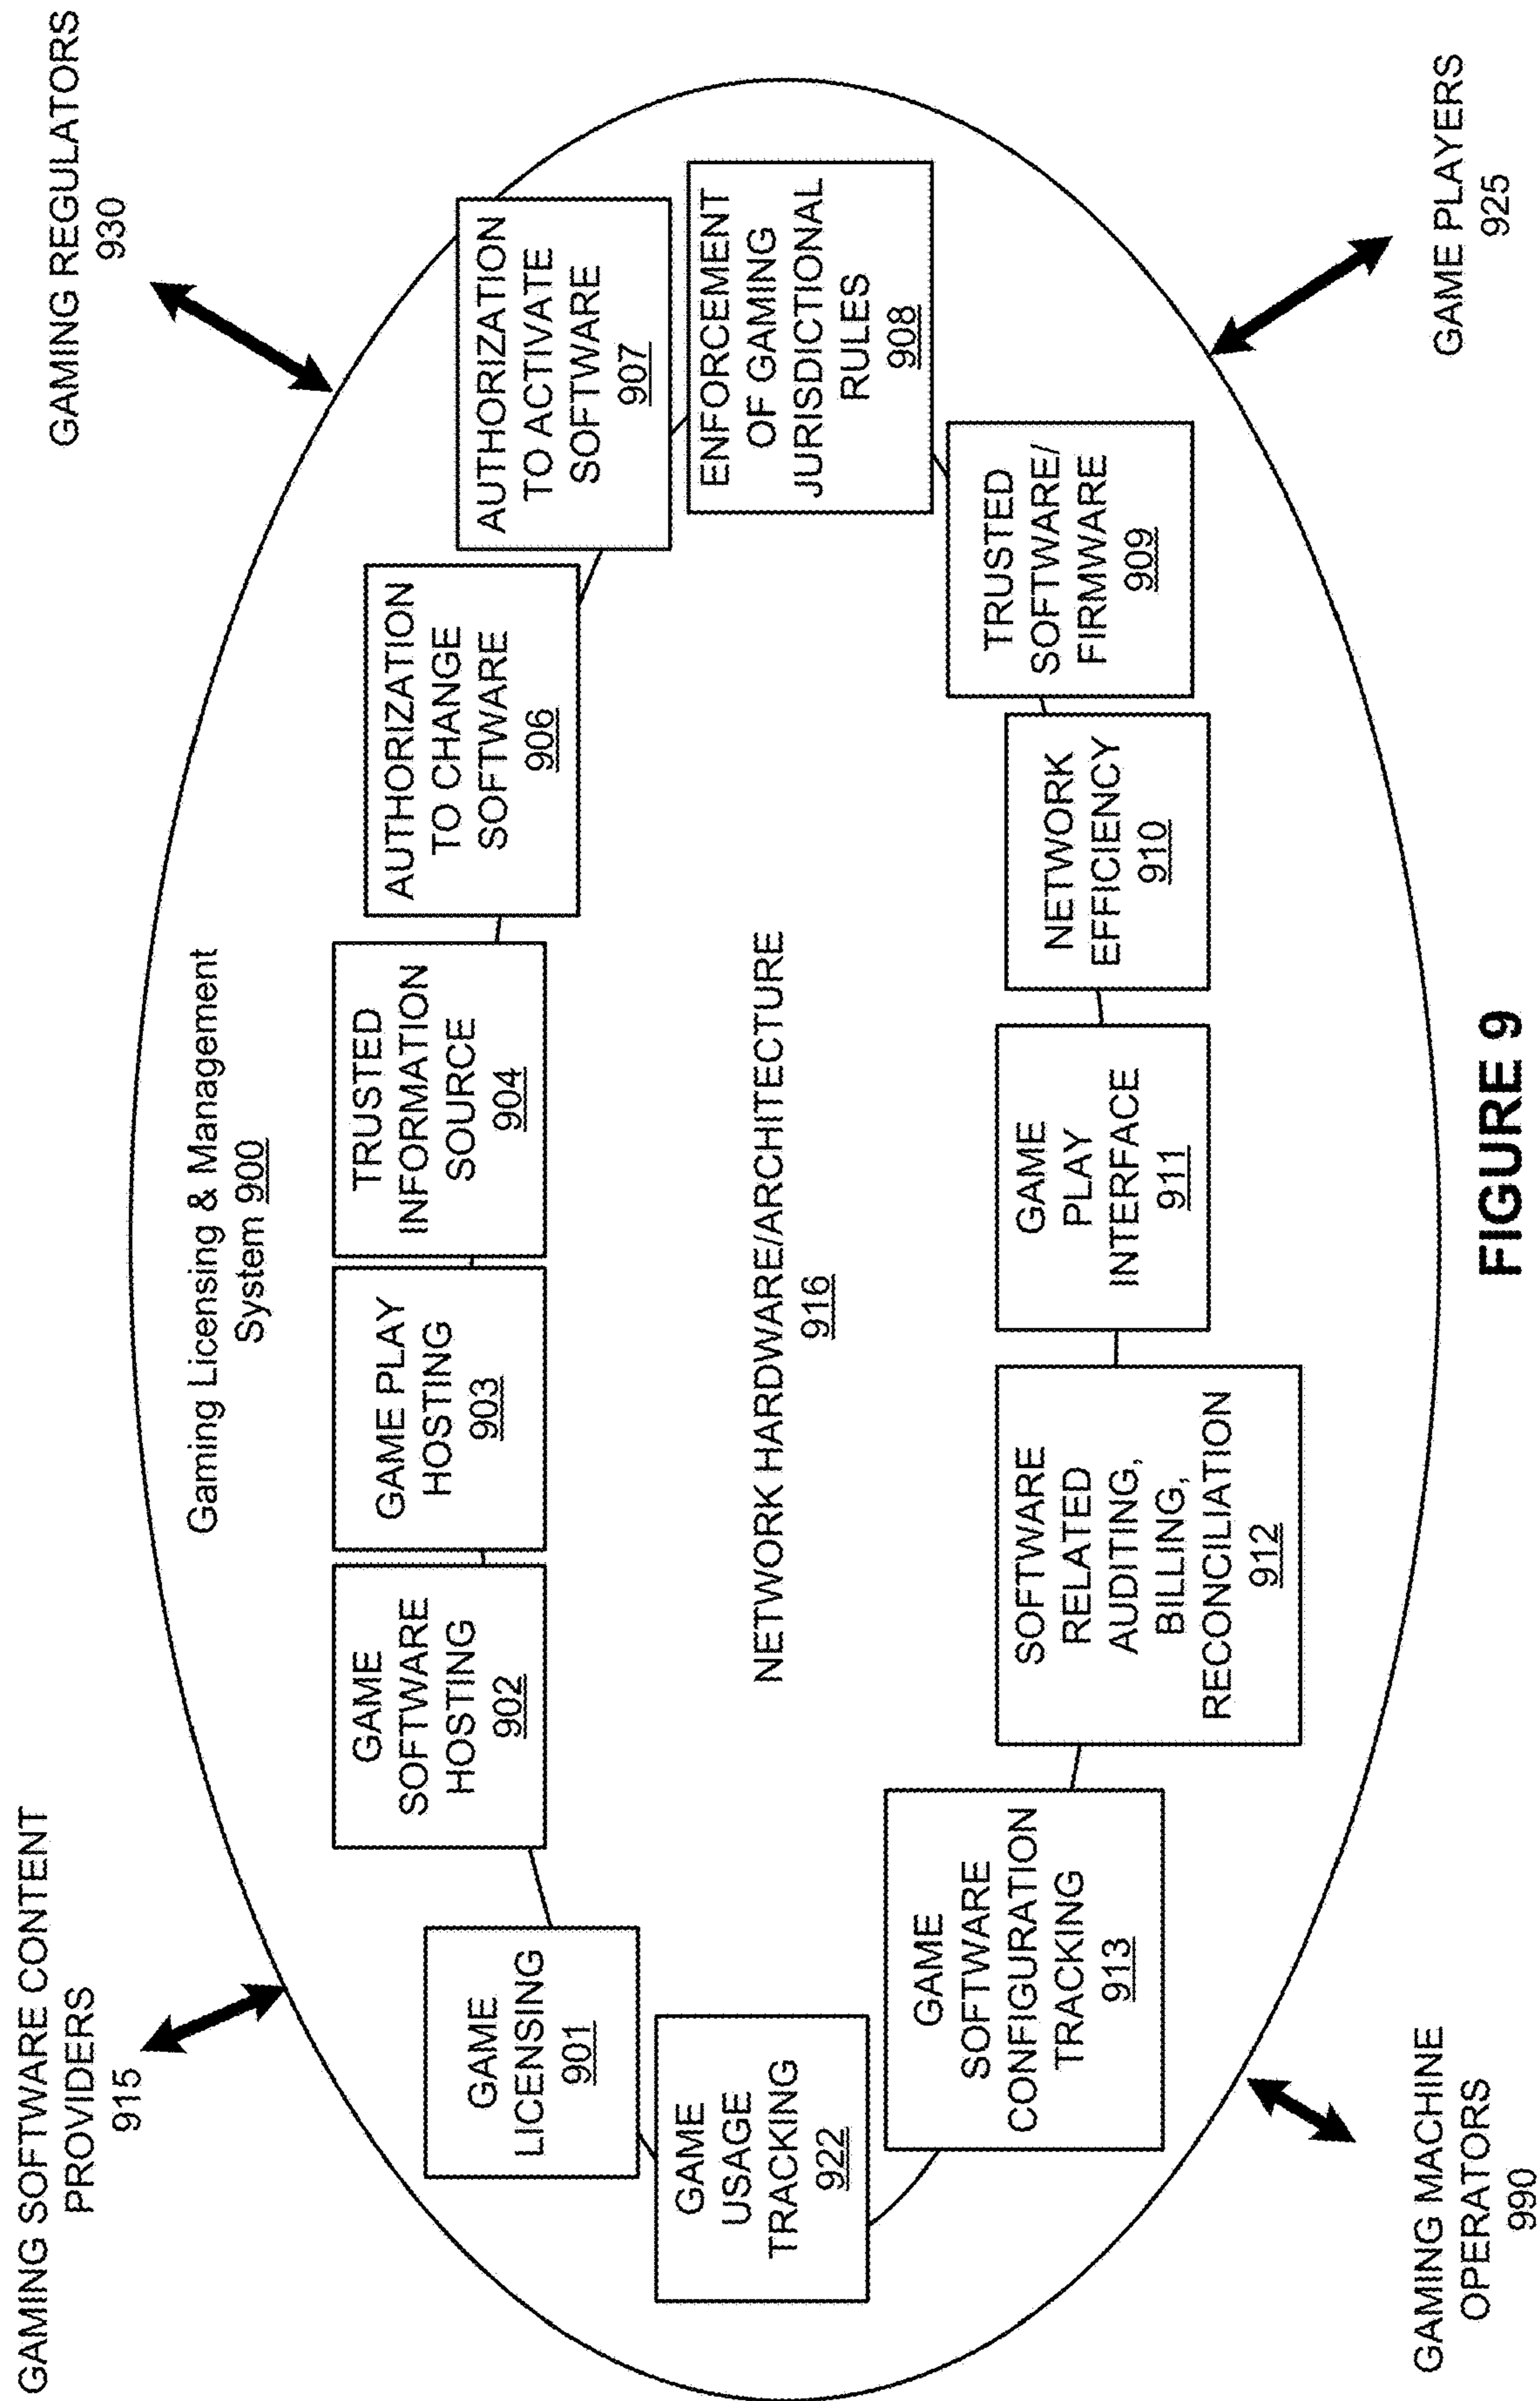 GAMING SOFTWARE CONTENT
PROVIDERS
915
GAMING REGULATORS
930
Gaming Licensing & Management
System 900
GAME
LICENSING
901
GAME
SOFTWARE
HOSTING
902
GAME PLAY
HOSTING
903
TRUSTED
INFORMATION
SOURCE
904
AUTHORIZATION
TO CHANGE
SOFTWARE
906
AUTHORIZATION
TO ACTIVATE
SOFTWARE
907
GAME
USAGE
TRACKING
922
NETWORK HARDWARE/ARCHITECTURE
916
ENFORCEMENT
OF GAMING
JURISDICTIONAL
RULES
908
GAME
SOFTWARE
CONFIGURATION
TRACKING
913
SOFTWARE
RELATED
AUDITING,
BILLING,
RECONCILIATION
912
GAME
PLAY
INTERFACE
911
NETWORK
EFFICIENCY
910
TRUSTED
SOFTWARE/
FIRMWARE
909
GAMING MACHINE
OPERATORS
990
GAME PLAYERS
925
FIGURE 9